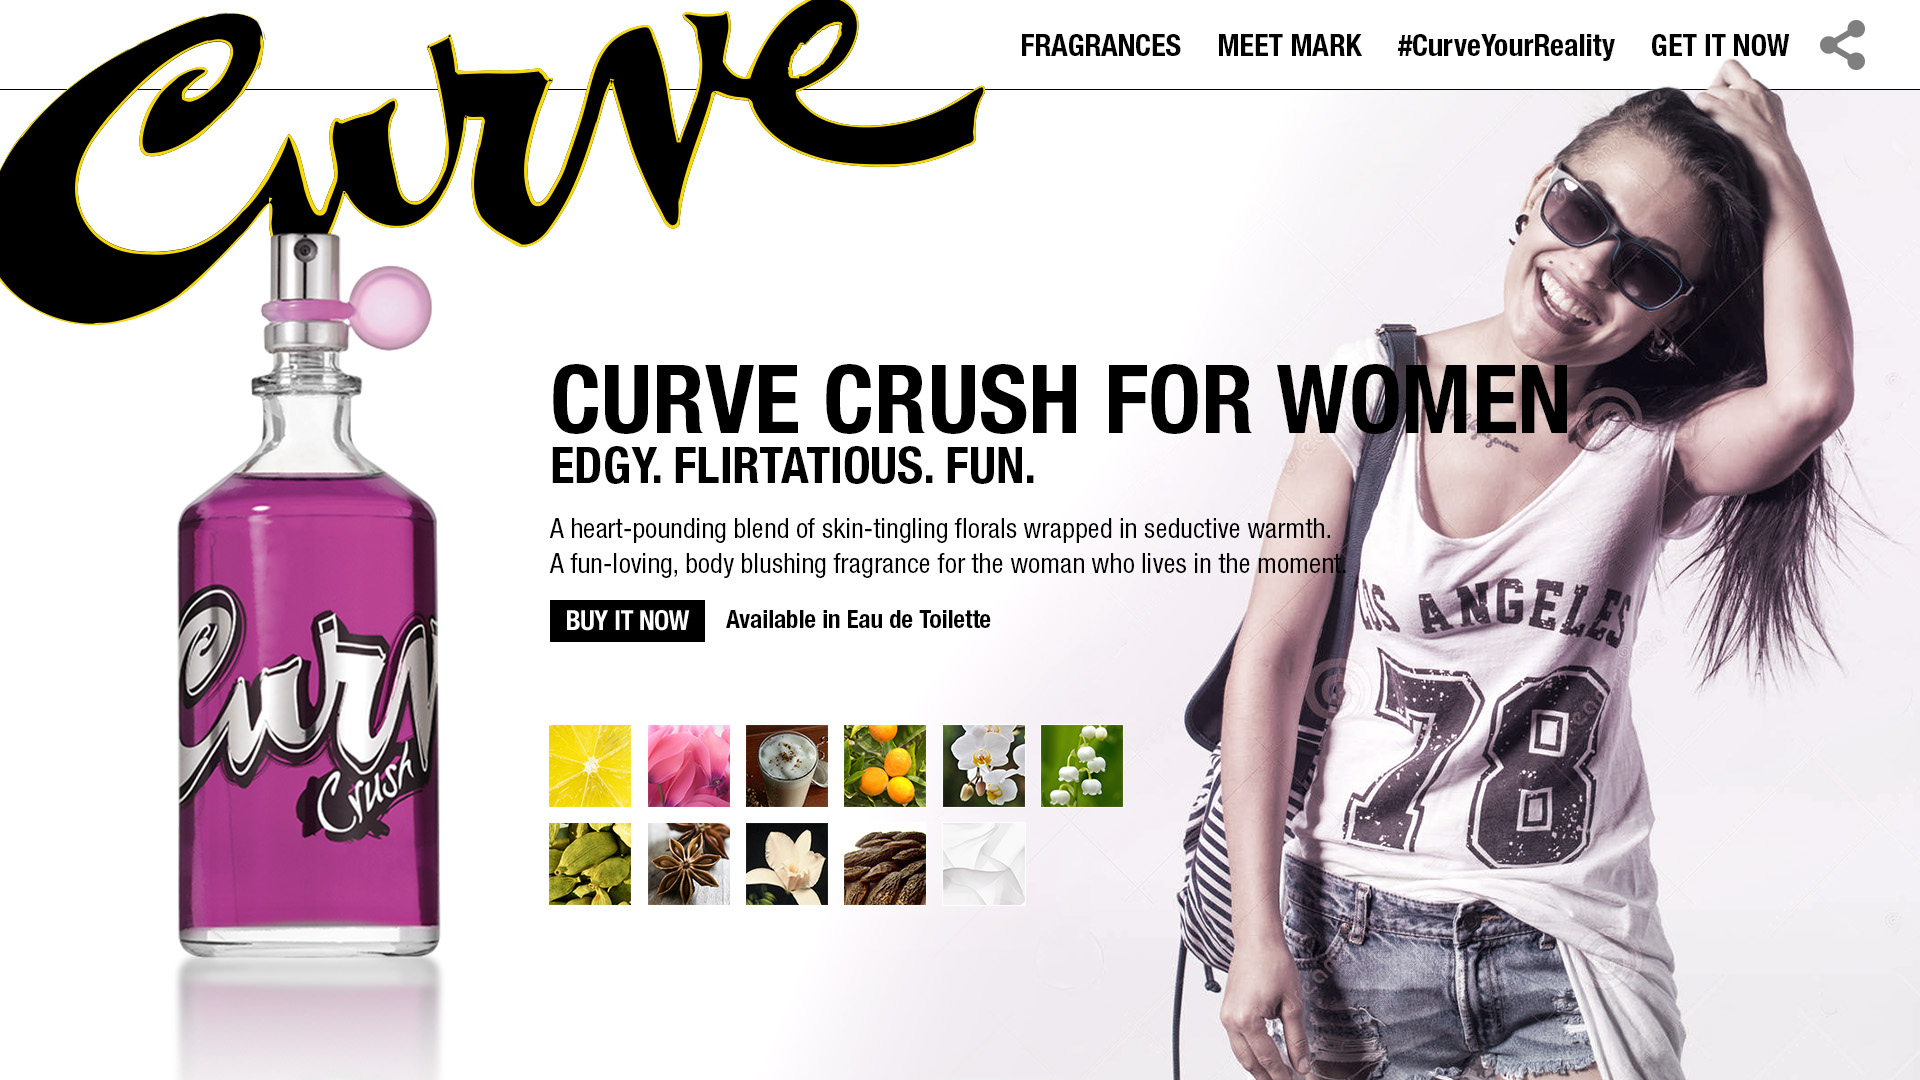 Curve
FRAGRANCES MEET MARK #CurveYourReality GET IT NOW
CURVE CRUSH FOR WOMEN
EDGY. FLIRTATIOUS. FUN.
A heart-pounding blend of skin-tingling florals wrapped in seductive warmth.
A fun-loving, body blushing fragrance for the woman who lives in the moment.
BUY IT NOW Available in Eau de Toilette
Curv
Crush
LOS ANGELES
78